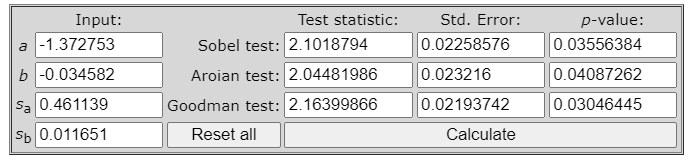 Input: Test statistic: Std. Error: p-value:
a -1.372753 Sobel test: 2.1018794 0.02258576 0.03556384
b -0.034582 Aroian test: 2.04481986 0.023216 0.04087262
sa 0.461139 Goodman test: 2.16399866 0.02193742 0.03046445
sb 0.011651 Reset all Calculate